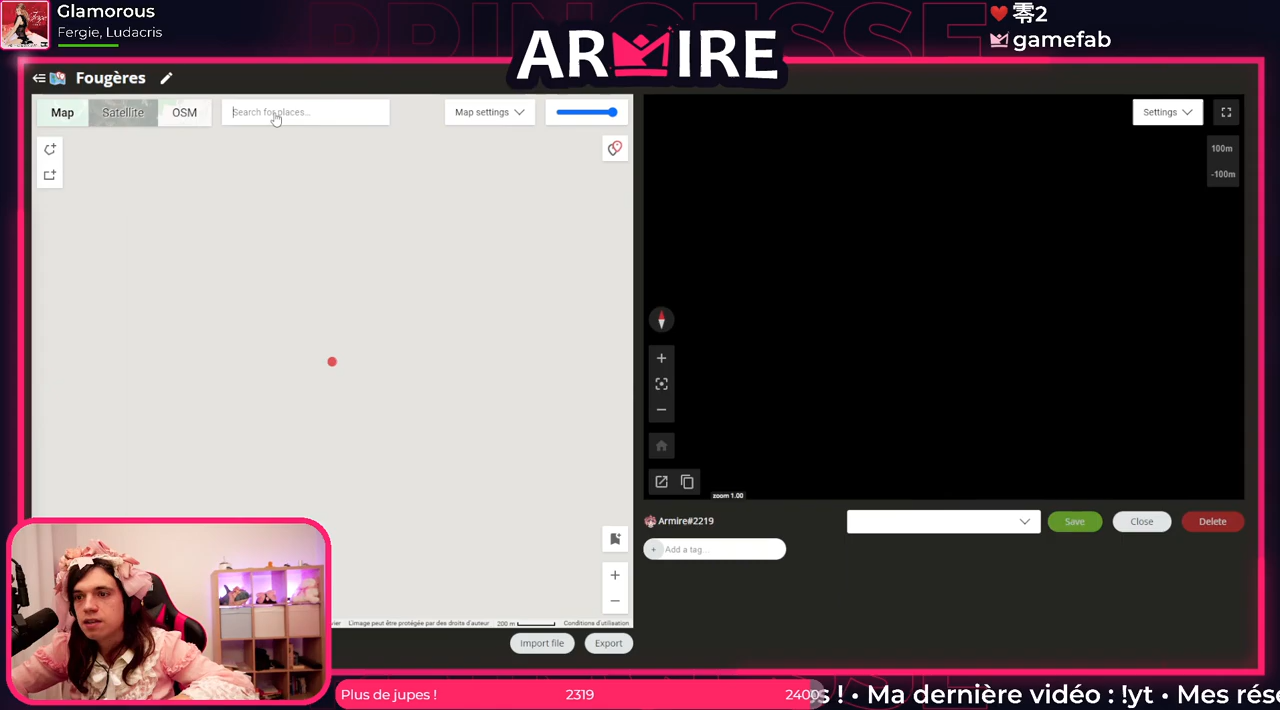 Glamorous
Fergie, Ludacris
PRINCESSE
ARMIRE
零2
gamefab
Fougères
Map
Satellite
OSM
Search for places...
Map settings
Settings
100m
-100m
zoom 1.00
Armire#2219
Save
Close
Delete
+ Add a tag...
L'image peut être protégée par des droits d'auteur
200 m
Conditions d'utilisation
Import file
Export
Plus de jupes !
2319
2400
s ! • Ma dernière vidéo : !yt • Mes rés